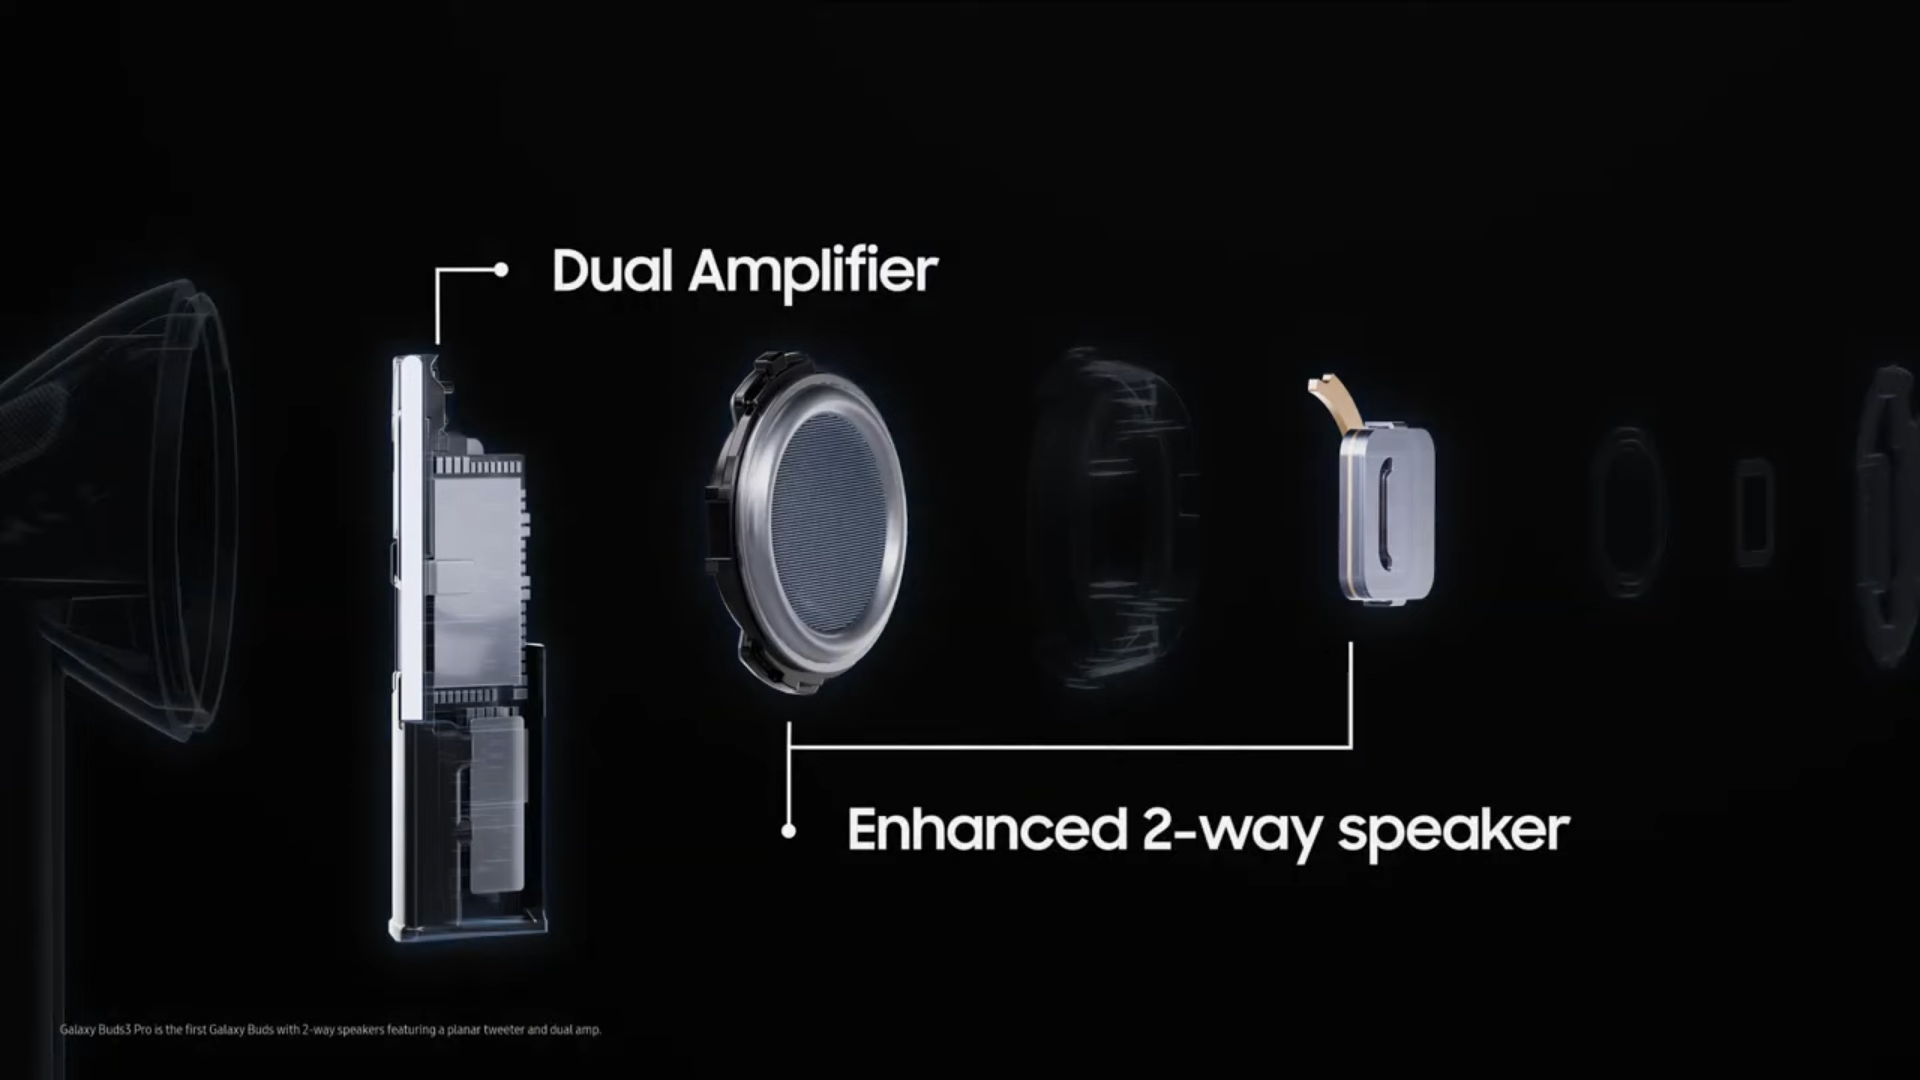 Dual Amplifier
Enhanced 2-way speaker
Galaxy Buds3 Pro is the first Galaxy Buds with 2-way speakers featuring a planar tweeter and dual amp.